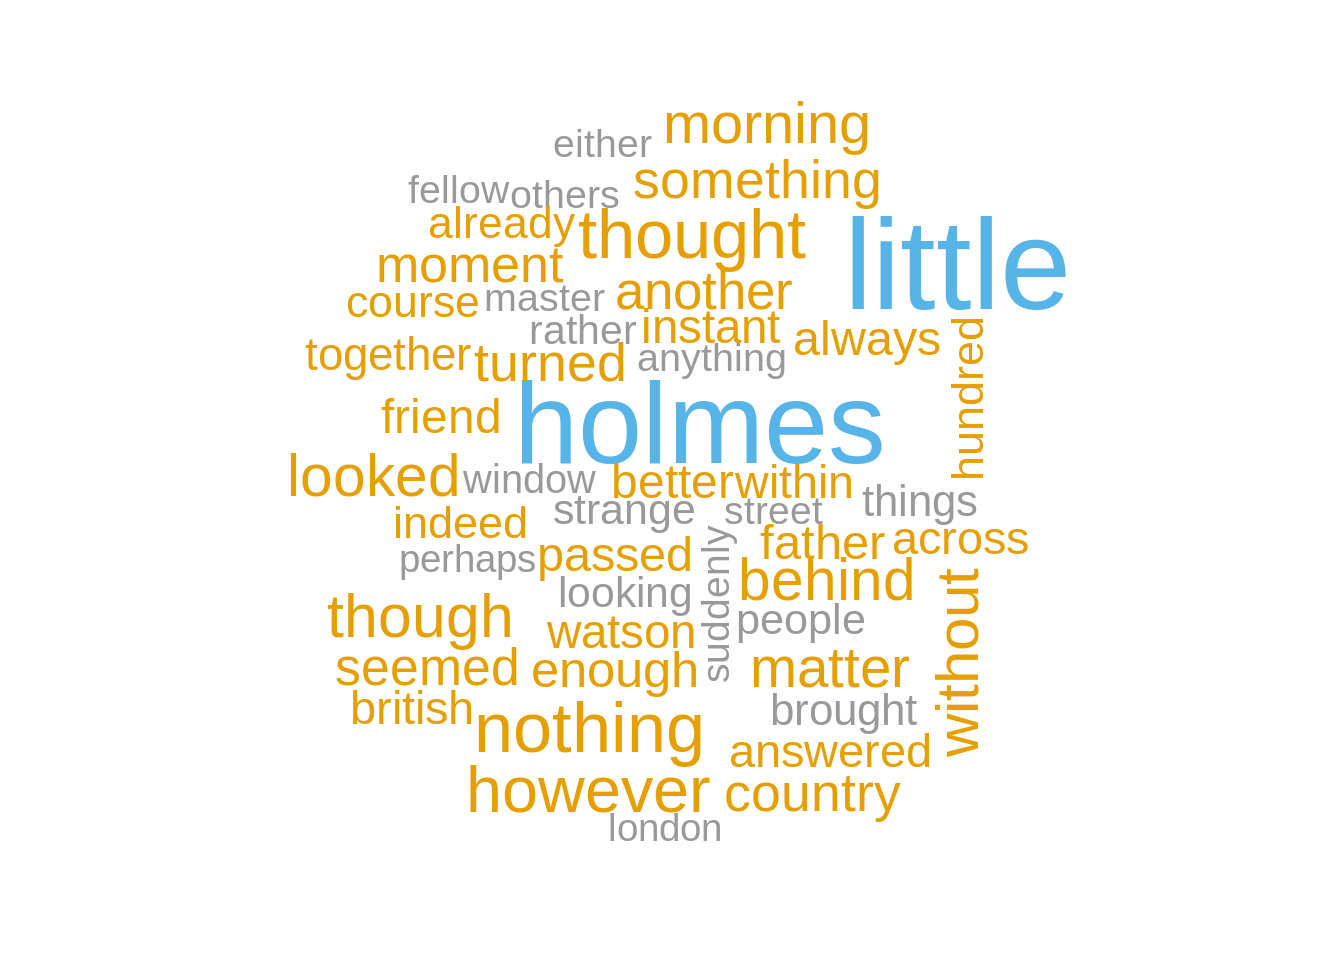 morning
either
something
fellow
others
already
thought
little
moment
another
course
master
instant
rather
always
together
turned
anything
hundred
friend
holmes
looked
window
better
within
things
strange
street
indeed
father
across
perhaps
passed
suddenly
behind
looking
though
watson
people
without
seemed
enough
matter
british
nothing
brought
answered
however
country
london